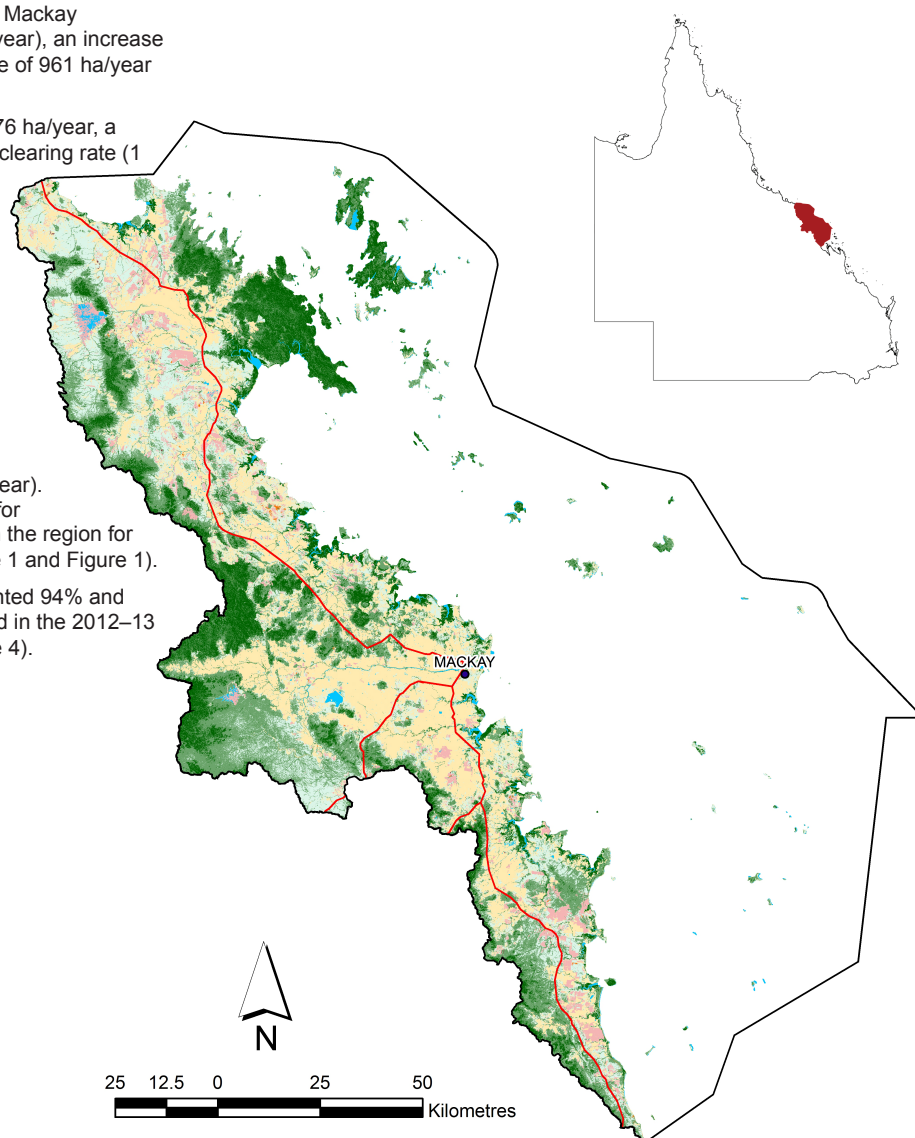 Mackay
year), an increase
e of 961 ha/year
76 ha/year, a
clearing rate (1
ear).
for
the region for
e 1 and Figure 1).
nted 94% and
d in the 2012–13
e 4).
MACKAY
N
25 12.5 0 25 50
Kilometres